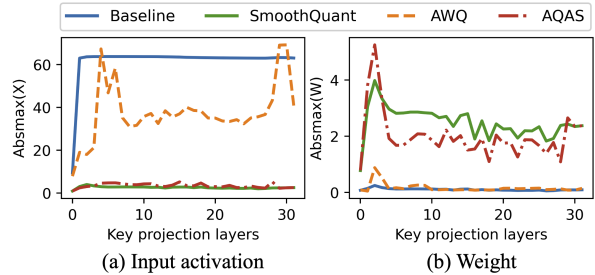 Baseline SmoothQuant AWQ AQAS
Absmax(X)
60
40
20
0
0 10 20 30
Key projection layers
(a) Input activation
Absmax(W)
4
2
0
0 10 20 30
Key projection layers
(b) Weight